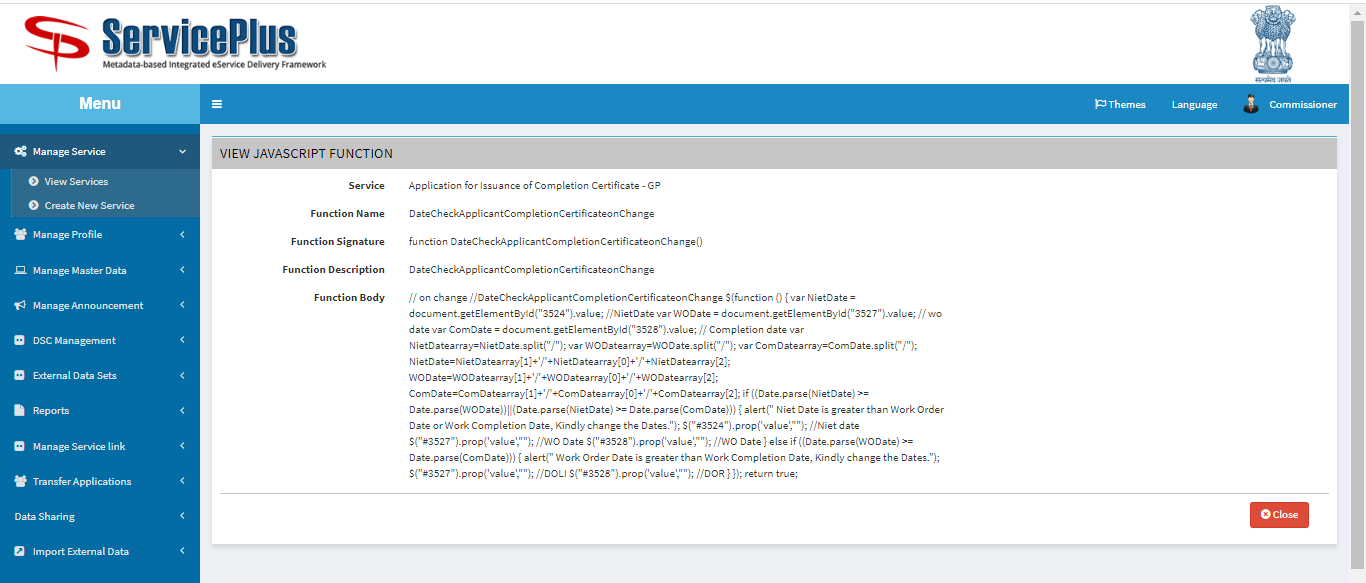 ServicePlus
Metadata-based Integrated eService Delivery Framework
सत्यमेव जयते
Menu
Themes
Language
Commissioner
Manage Service
View Services
Create New Service
Manage Profile
Manage Master Data
Manage Announcement
DSC Management
External Data Sets
Reports
Manage Service link
Transfer Applications
Data Sharing
Import External Data
VIEW JAVASCRIPT FUNCTION
Service Application for Issuance of Completion Certificate - GP
Function Name DateCheckApplicantCompletionCertificateonChange
Function Signature function DateCheckApplicantCompletionCertificateonChange()
Function Description DateCheckApplicantCompletionCertificateonChange
Function Body // on change //DateCheckApplicantCompletionCertificateonChange $(function () { var NietDate =
document.getElementById("3524").value; //NietDate var WODate = document.getElementById("3527").value; // wo
date var ComDate = document.getElementById("3528").value; // Completion date var
NietDatearray=NietDate.split("/"); var WODatearray=WODate.split("/"); var ComDatearray=ComDate.split("/");
NietDate=NietDatearray[1]+'/'+NietDatearray[0]+'/'+NietDatearray[2];
WODate=WODatearray[1]+'/'+WODatearray[0]+'/'+WODatearray[2];
ComDate=ComDatearray[1]+'/'+ComDatearray[0]+'/'+ComDatearray[2]; if ((Date.parse(NietDate) >=
Date.parse(WODate))||(Date.parse(NietDate) >= Date.parse(ComDate))) { alert(" Niet Date is greater than Work Order
Date or Work Completion Date, Kindly change the Dates."); $("#3524").prop('value',""); //Niet date
$("#3527").prop('value',""); //WO Date $("#3528").prop('value',""); //WO Date } else if ((Date.parse(WODate) >=
Date.parse(ComDate))) { alert(" Work Order Date is greater than Work Completion Date, Kindly change the Dates.");
$("#3527").prop('value',""); //DOLI $("#3528").prop('value',""); //DOR } }); return true;
Close